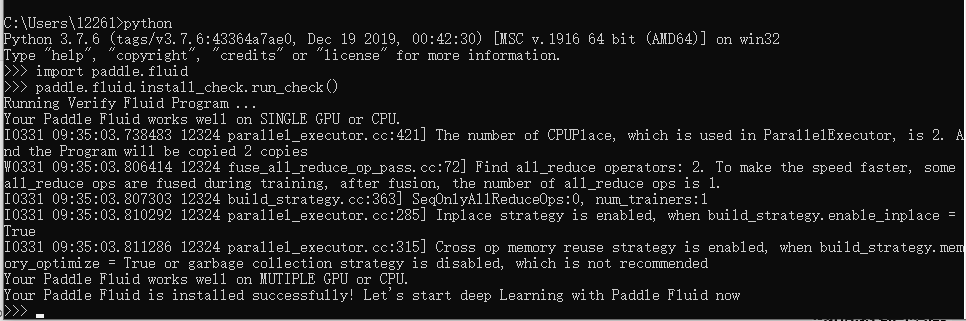 C:\Users\12261>python
Python 3.7.6 (tags/v3.7.6:43364a7ae0, Dec 19 2019, 00:42:30) [MSC v.1916 64 bit (AMD64)] on win32
Type "help", "copyright", "credits" or "license" for more information.
>>> import paddle.fluid
>>> paddle.fluid.install_check.run_check()
Running Verify Fluid Program ...
Your Paddle Fluid works well on SINGLE GPU or CPU.
I0331 09:35:03.738483 12324 parallel_executor.cc:421] The number of CPUPlace, which is used in ParallelExecutor, is 2. A
nd the Program will be copied 2 copies
W0331 09:35:03.806414 12324 fuse_all_reduce_op_pass.cc:72] Find all_reduce operators: 2. To make the speed faster, some
all_reduce ops are fused during training, after fusion, the number of all_reduce ops is 1.
I0331 09:35:03.807303 12324 build_strategy.cc:363] SeqOnlyAllReduceOps:0, num_trainers:1
I0331 09:35:03.810292 12324 parallel_executor.cc:285] Inplace strategy is enabled, when build_strategy.enable_inplace =
True
I0331 09:35:03.811286 12324 parallel_executor.cc:315] Cross op memory reuse strategy is enabled, when build_strategy.mem
ory_optimize = True or garbage collection strategy is disabled, which is not recommended
Your Paddle Fluid works well on MUTIPLE GPU or CPU.
Your Paddle Fluid is installed successfully! Let's start deep Learning with Paddle Fluid now
>>>